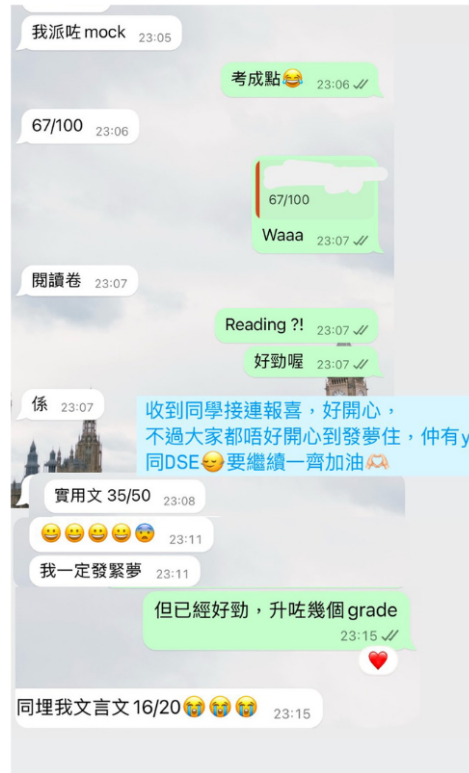 我派咗 mock 23:05
考成點😂 23:06
67/100 23:06
67/100
Waaa 23:07
閱讀卷 23:07
Reading ?! 23:07
好勁喔 23:07
係 23:07
收到同學接連報喜，好開心，
不過大家都唔好開心到發夢住，仲有y
同DSE😏要繼續一齊加油🫶🏻
實用文 35/50 23:08
😀😀😀😀😨 23:11
我一定發緊夢 23:11
但已經好勁，升咗幾個 grade
23:15
❤️
同埋我文言文 16/20😭😭😭 23:15